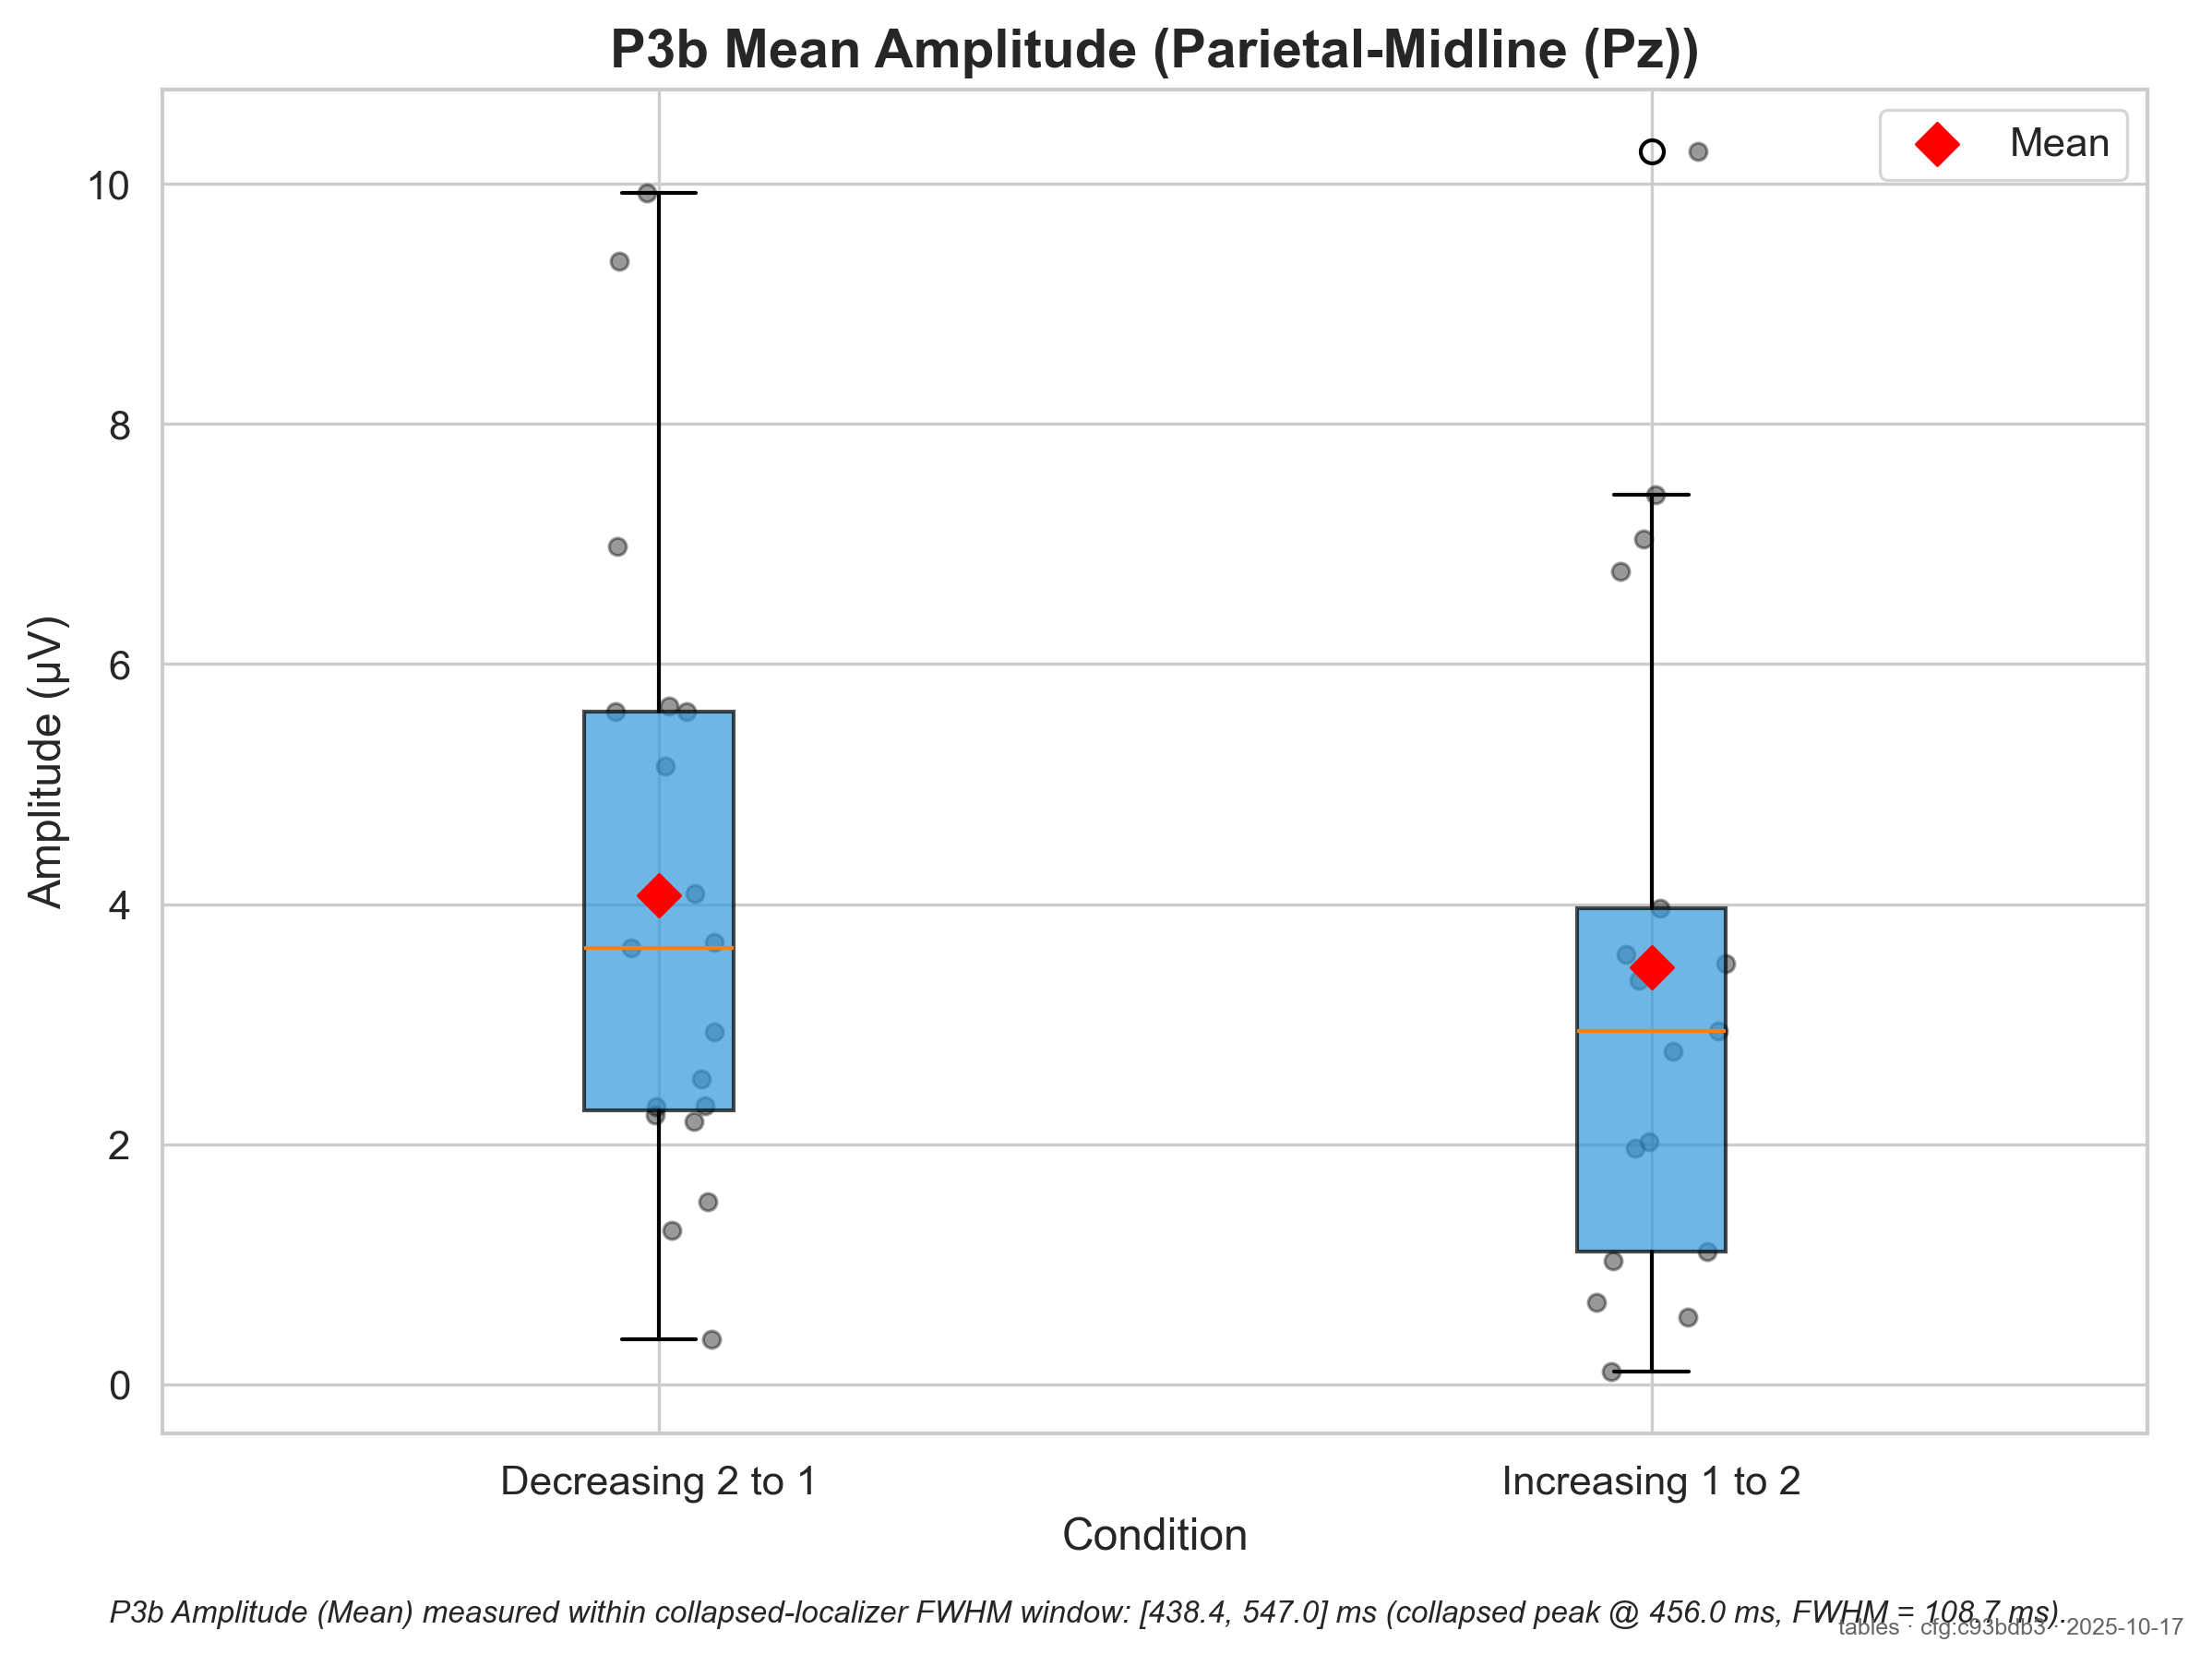 P3b Mean Amplitude (Parietal-Midline (Pz))
Mean
Amplitude (µV)
10
8
6
4
2
0
Decreasing 2 to 1
Increasing 1 to 2
Condition
P3b Amplitude (Mean) measured within collapsed-localizer FWHM window: [438.4, 547.0] ms (collapsed peak @ 456.0 ms, FWHM = 108.7 ms).
tables · cfg:c93bdb3 · 2025-10-17